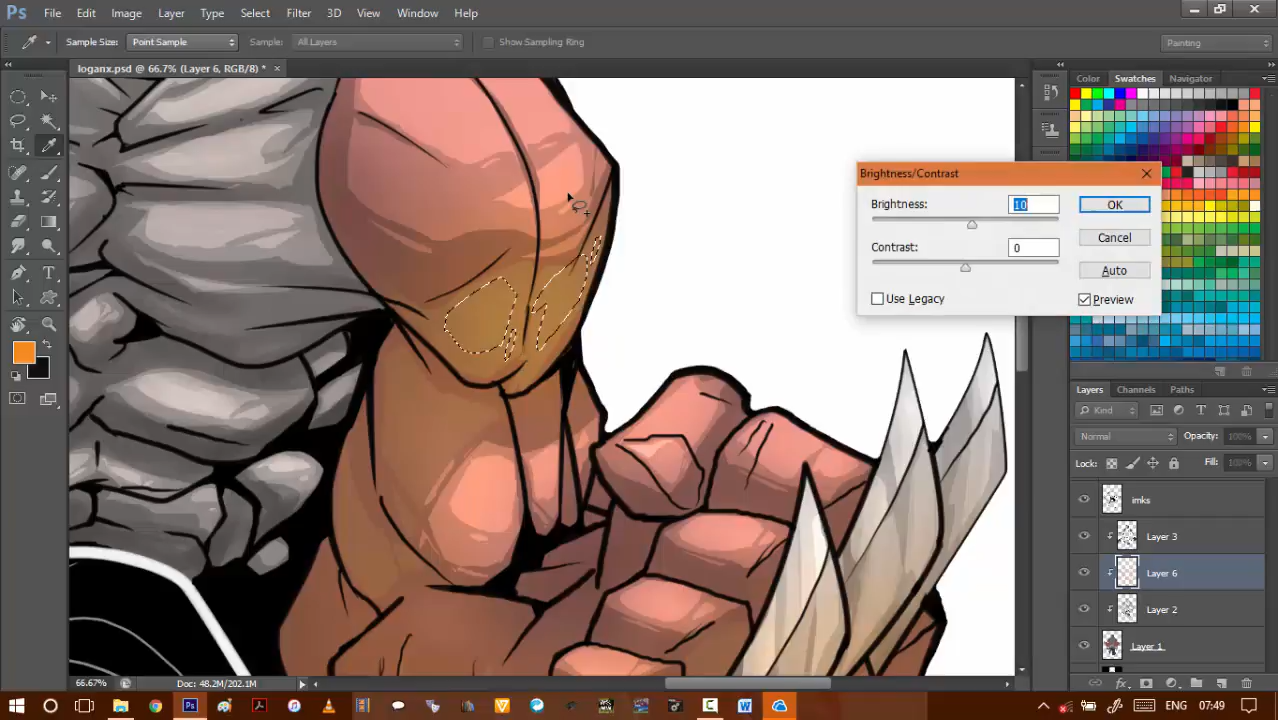 Ps File Edit Image Layer Type Select Filter 3D View Window Help
Sample Size: Point Sample Sample: All Layers Show Sampling Ring Painting
loganx.psd @ 66.7% (Layer 6, RGB/8) * ×
Color Swatches Navigator
Brightness/Contrast
Brightness: 10 OK
Contrast: 0 Cancel
Auto
Use Legacy Preview
Layers Channels Paths
Kind
Normal Opacity: 100%
Lock: Fill: 100%
imks
Layer 3
Layer 6
Layer 2
Layer 1
66.67% Doc: 48.2M/202.1M
ENG 07:49